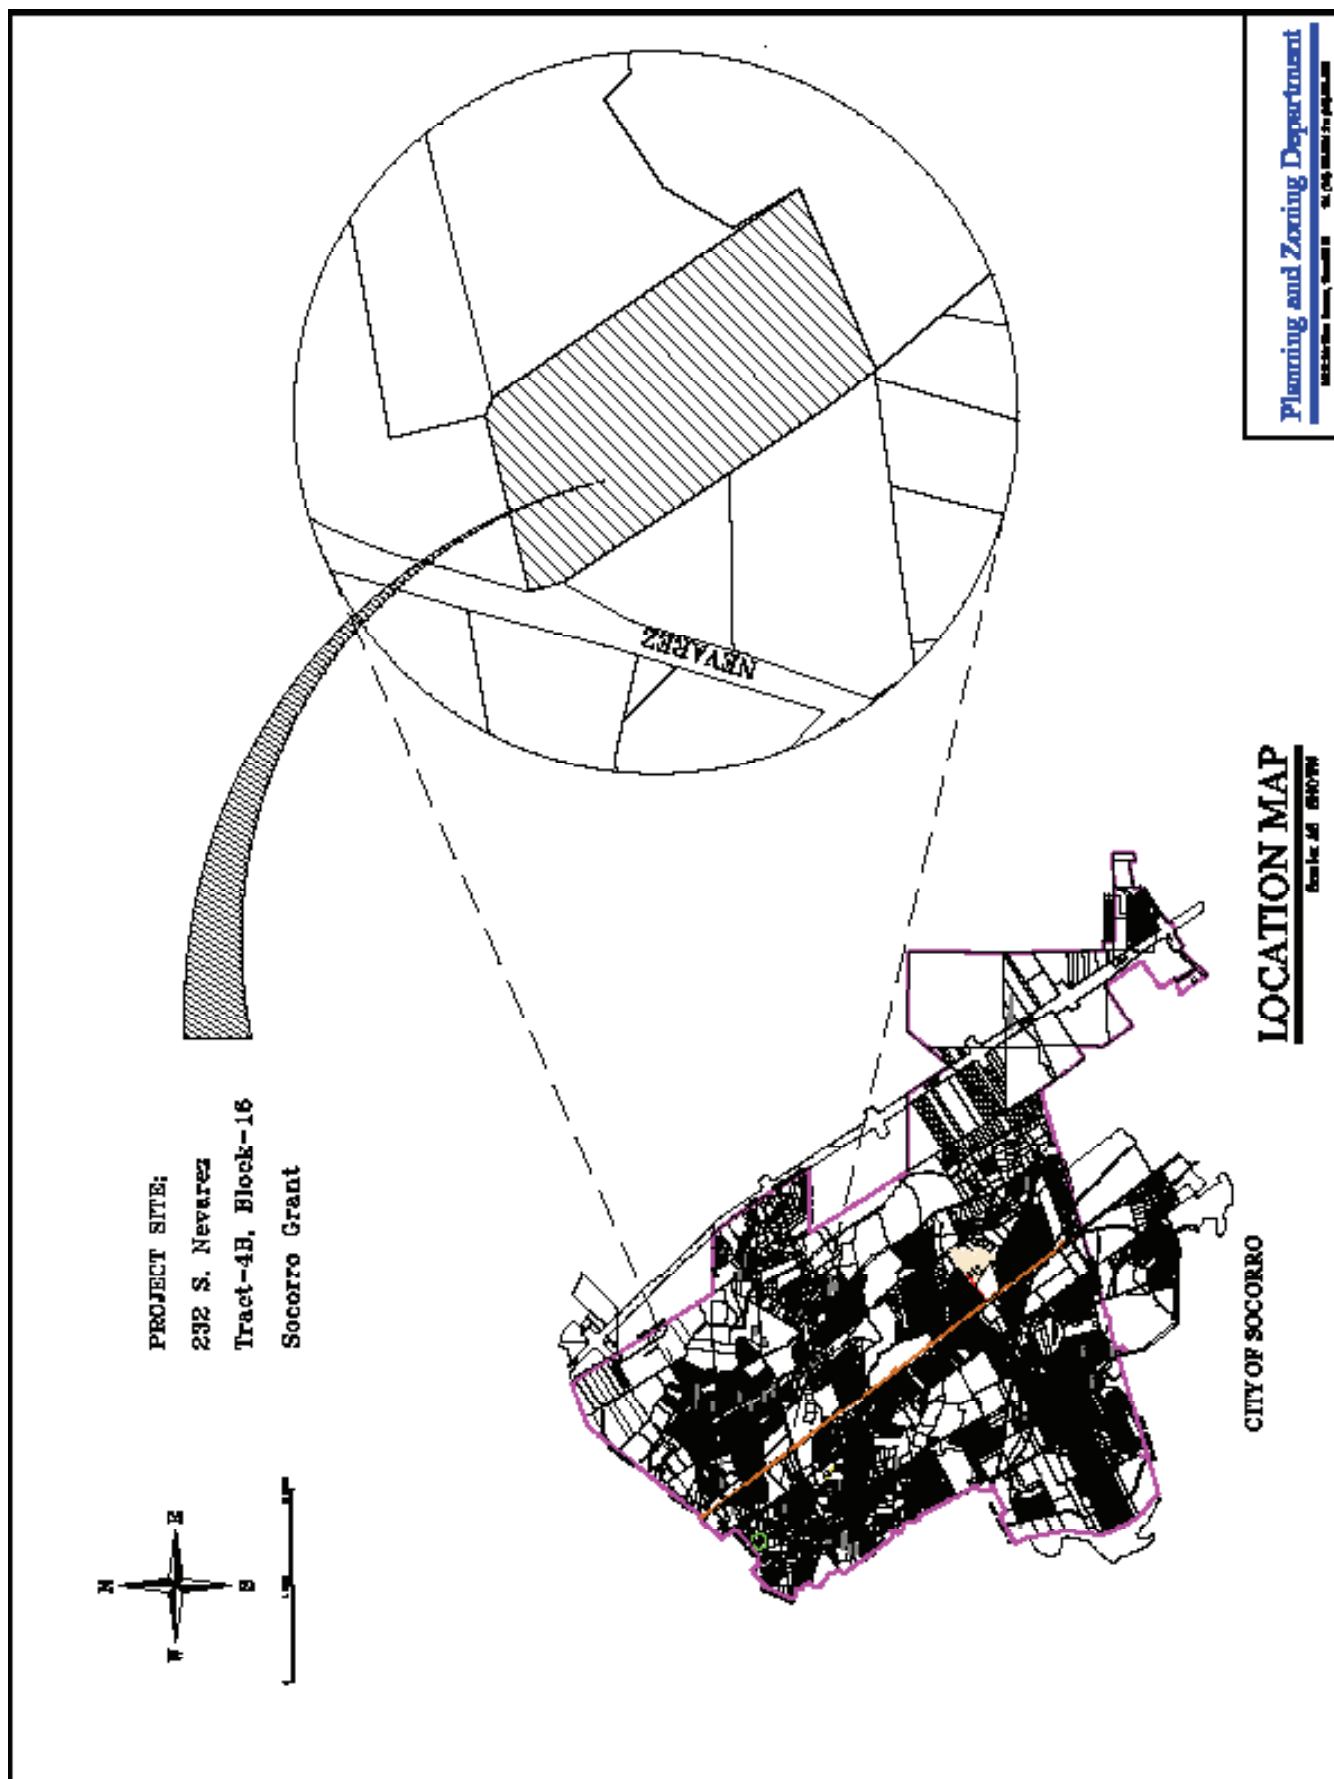 N
W E
S
PROJECT SITE:
232 S. Nevarez
Tract-4B, Block-16
Socorro Grant
NEVAREZ
CITY OF SOCORRO
LOCATION MAP
Planning and Zoning Department